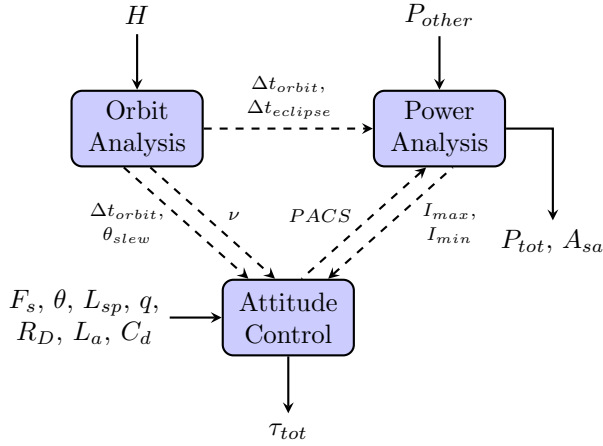 H
P_other
Orbit
Analysis
Δt_orbit,
Δt_eclipse
Power
Analysis
Δt_orbit,
θ_slew
ν
PACS
I_max,
I_min
P_tot, A_sa
F_s, θ, L_sp, q,
R_D, L_a, C_d
Attitude
Control
τ_tot